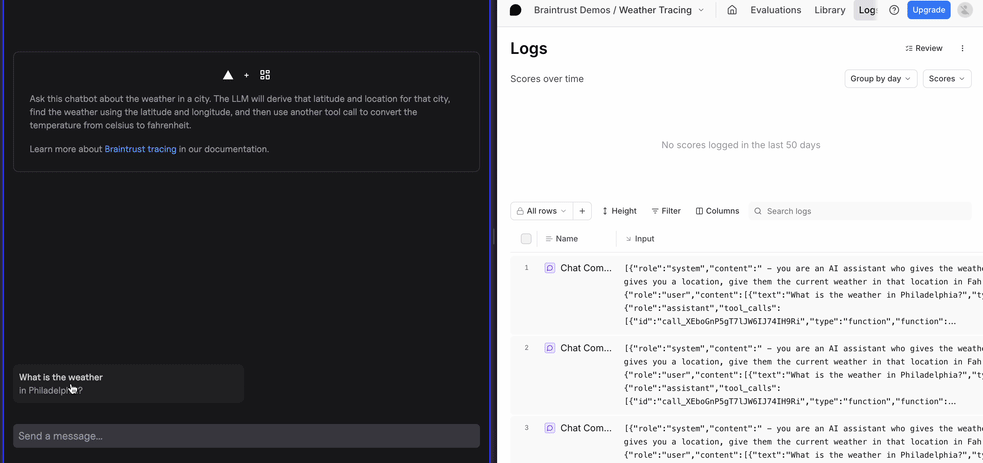 +
Ask this chatbot about the weather in a city. The LLM will derive that latitude and location for that city,
find the weather using the latitude and longitude, and then use another tool call to convert the
temperature from celsius to fahrenheit.
Learn more about Braintrust tracing in our documentation.
What is the weather
in Philadelphia?
Send a message...
Braintrust Demos / Weather Tracing
Evaluations
Library
Logs
Upgrade
Logs
Review
Scores over time
Group by day
Scores
No scores logged in the last 50 days
All rows
+
Height
Filter
Columns
Search logs
Name
Input
1
Chat Com...
[{"role":"system","content":" – you are an AI assistant who gives the weath
gives you a location, give them the current weather in that location in Fah
{"role":"user","content":[{"text":"What is the weather in Philadelphia?","ty
{"role":"assistant","tool_calls":
[{"id":"call_XEboGnP5gT7lJW6IJ74IH9Ri","type":"function","function":…
2
Chat Com...
[{"role":"system","content":" – you are an AI assistant who gives the weath
gives you a location, give them the current weather in that location in Fah
{"role":"user","content":[{"text":"What is the weather in Philadelphia?","ty
{"role":"assistant","tool_calls":
[{"id":"call_XEboGnP5gT7lJW6IJ74IH9Ri","type":"function","function":…
3
Chat Com...
[{"role":"system","content":" – you are an AI assistant who gives the weath
gives you a location, give them the current weather in that location in Fah
{"role":"user","content":[{"text":"What is the weather in Philadelphia?","ty